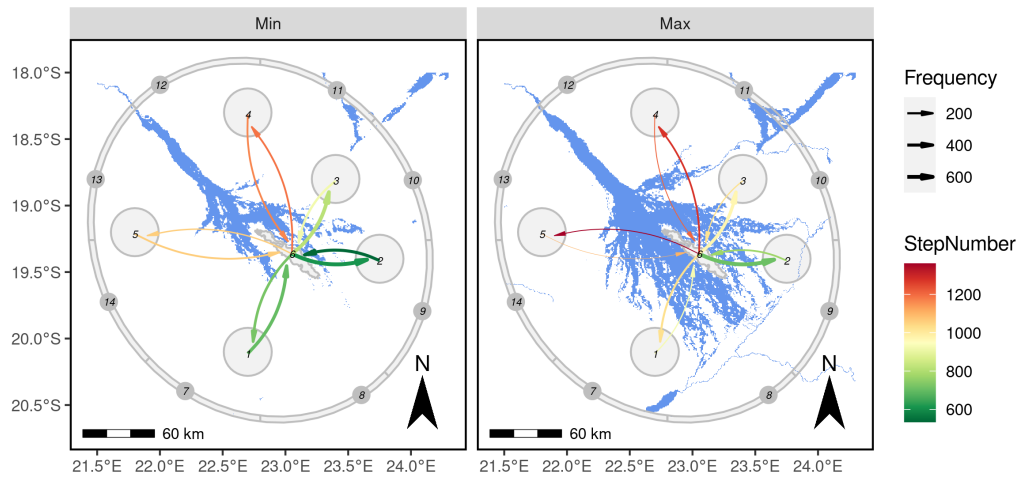 Min
Max
18.0°S
18.5°S
19.0°S
19.5°S
20.0°S
20.5°S
12
11
4
3
13
10
5
6
2
14
9
1
7
8
N
60 km
12
11
4
3
13
10
5
6
2
14
9
1
7
8
N
60 km
21.5°E 22.0°E 22.5°E 23.0°E 23.5°E 24.0°E
21.5°E 22.0°E 22.5°E 23.0°E 23.5°E 24.0°E
Frequency
200
400
600
StepNumber
1200
1000
800
600